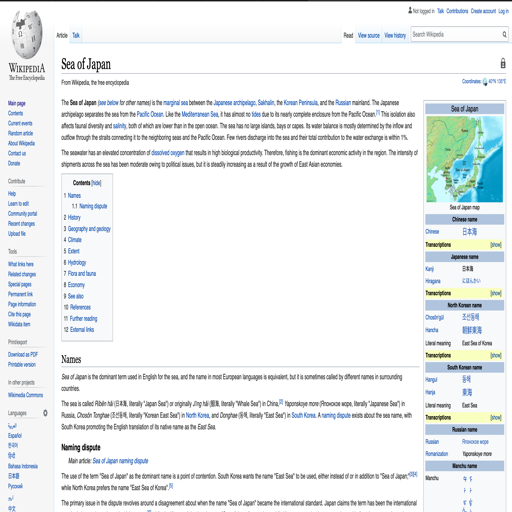 Not logged in Talk Contributions Create account Log in
Article Talk Read View source View history Search Wikipedia
WIKIPEDIA
The Free Encyclopedia
Main page
Contents
Current events
Random article
About Wikipedia
Contact us
Donate
Contribute
Help
Learn to edit
Community portal
Recent changes
Upload file
Tools
What links here
Related changes
Special pages
Permanent link
Page information
Cite this page
Wikidata item
Print/export
Download as PDF
Printable version
In other projects
Wikimedia Commons
Languages
العربية
Español
한국어
हिन्दी
Bahasa Indonesia
日本語
Русский
中文
Sea of Japan
From Wikipedia, the free encyclopedia
Coordinates: 40°N 135°E
The Sea of Japan (see below for other names) is the marginal sea between the Japanese archipelago, Sakhalin, the Korean Peninsula, and the Russian mainland. The Japanese
archipelago separates the sea from the Pacific Ocean. Like the Mediterranean Sea, it has almost no tides due to its nearly complete enclosure from the Pacific Ocean.[1] This isolation also
affects faunal diversity and salinity, both of which are lower than in the open ocean. The sea has no large islands, bays or capes. Its water balance is mostly determined by the inflow and
outflow through the straits connecting it to the neighboring seas and the Pacific Ocean. Few rivers discharge into the sea and their total contribution to the water exchange is within 1%.
The seawater has an elevated concentration of dissolved oxygen that results in high biological productivity. Therefore, fishing is the dominant economic activity in the region. The intensity of
shipments across the sea has been moderate owing to political issues, but it is steadily increasing as a result of the growth of East Asian economies.
Contents [hide]
1 Names
1.1 Naming dispute
2 History
3 Geography and geology
4 Climate
5 Extent
6 Hydrology
7 Flora and fauna
8 Economy
9 See also
10 References
11 Further reading
12 External links
Names
Sea of Japan is the dominant term used in English for the sea, and the name in most European languages is equivalent, but it is sometimes called by different names in surrounding
countries.
The sea is called Rìběn hǎi (日本海, literally "Japan Sea") or originally Jīng hǎi (鲸海, literally "Whale Sea") in China,[2] Yaponskoye more (Японское море, literally "Japanese Sea") in
Russia, Chosŏn Tonghae (조선동해, literally "Korean East Sea") in North Korea, and Donghae (동해, literally "East Sea") in South Korea. A naming dispute exists about the sea name, with
South Korea promoting the English translation of its native name as the East Sea.
Naming dispute
Main article: Sea of Japan naming dispute
The use of the term "Sea of Japan" as the dominant name is a point of contention. South Korea wants the name "East Sea" to be used, either instead of or in addition to "Sea of Japan;"[3][4]
while North Korea prefers the name "East Sea of Korea".[5]
The primary issue in the dispute revolves around a disagreement about when the name "Sea of Japan" became the international standard. Japan claims the term has been the international
Sea of Japan
Sea of Japan map
Chinese name
Chinese 日本海
Transcriptions [show]
Japanese name
Kanji 日本海
Hiragana にほんかい
Transcriptions [show]
North Korean name
Chosŏn'gŭl 조선동해
Hancha 朝鮮東海
Literal meaning East Sea of Korea
Transcriptions [show]
South Korean name
Hangul 동해
Hanja 東海
Literal meaning East Sea
Transcriptions [show]
Russian name
Russian Японское море
Romanization Yaponskoye more
Manchu name
Manchu